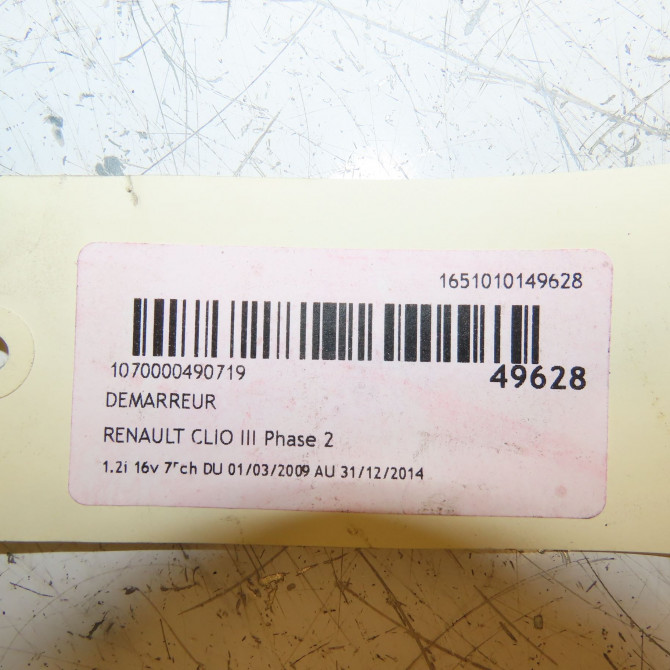 1651010149628
1070000490719
49628
DEMARREUR
RENAULT CLIO III Phase 2
1.2i 16v DU 01/03/2009 AU 31/12/2014